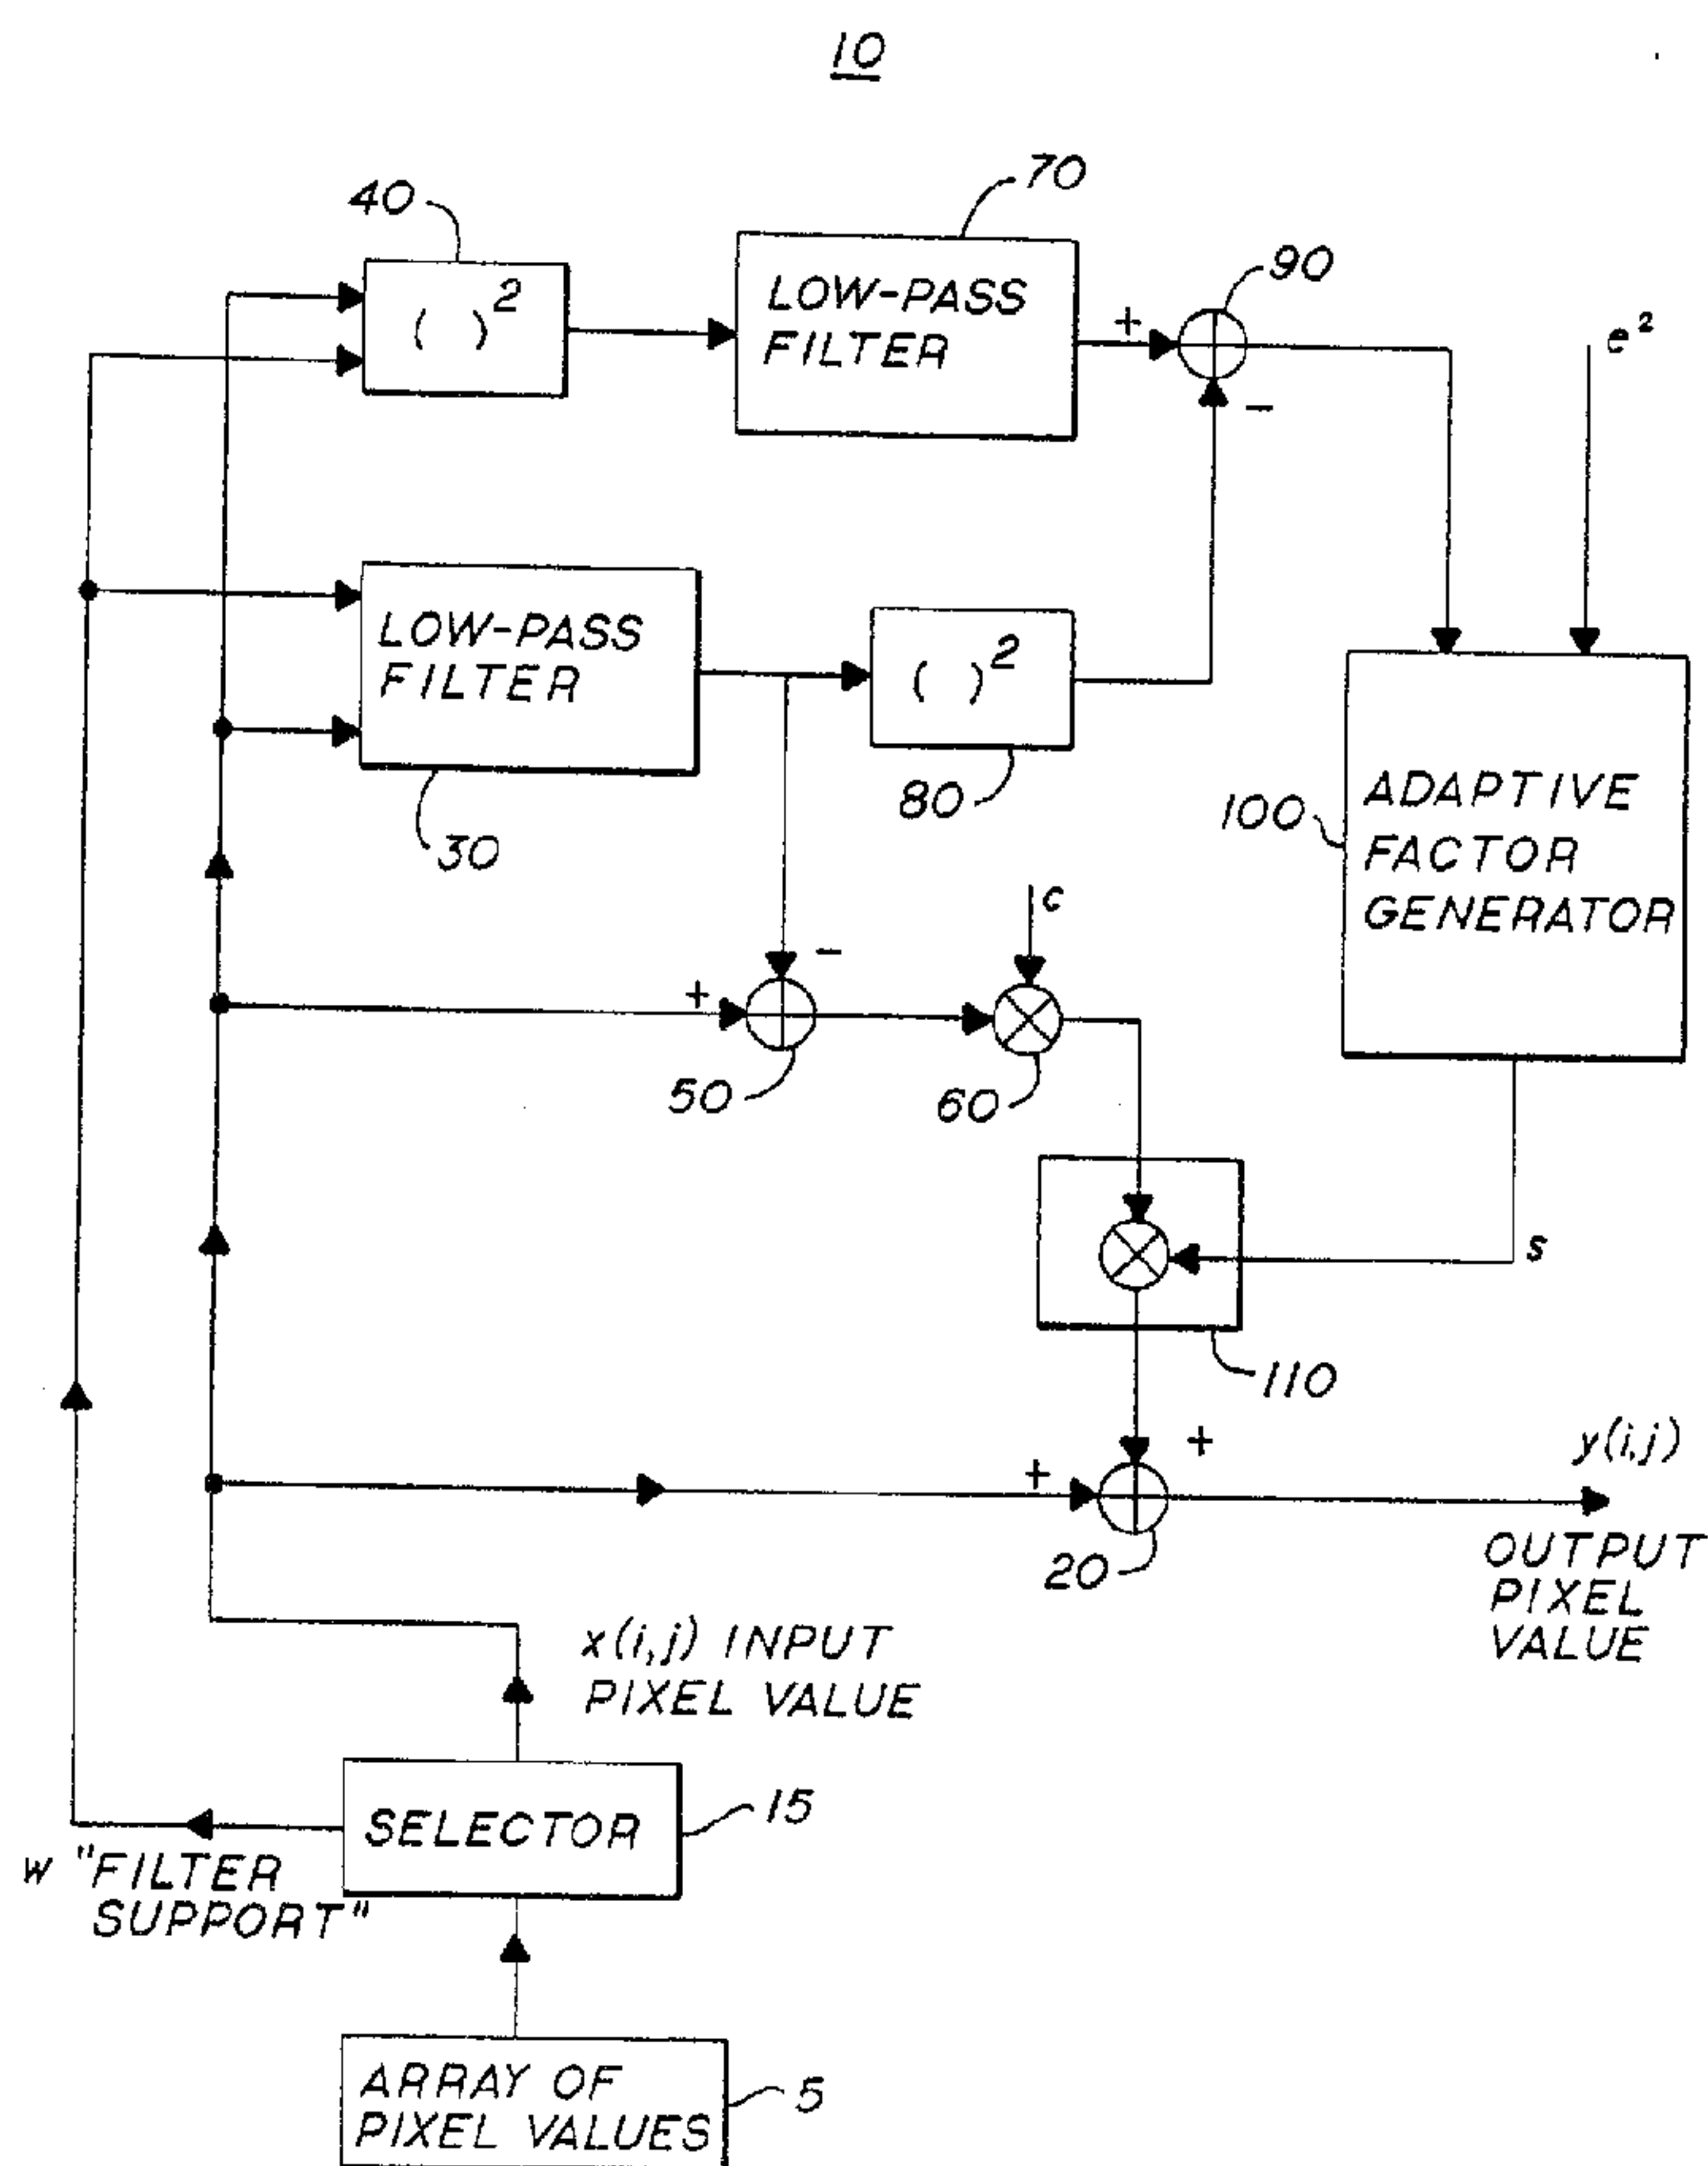 10
40
70
90
( )²
LOW-PASS
FILTER
+
-
e²
LOW-PASS
FILTER
( )²
30
80
100
ADAPTIVE
FACTOR
GENERATOR
c
-
+
50
60
s
110
+
+
y(i,j)
20
OUTPUT
PIXEL
VALUE
x(i,j) INPUT
PIXEL VALUE
SELECTOR
15
w "FILTER
SUPPORT"
ARRAY OF
PIXEL VALUES
5